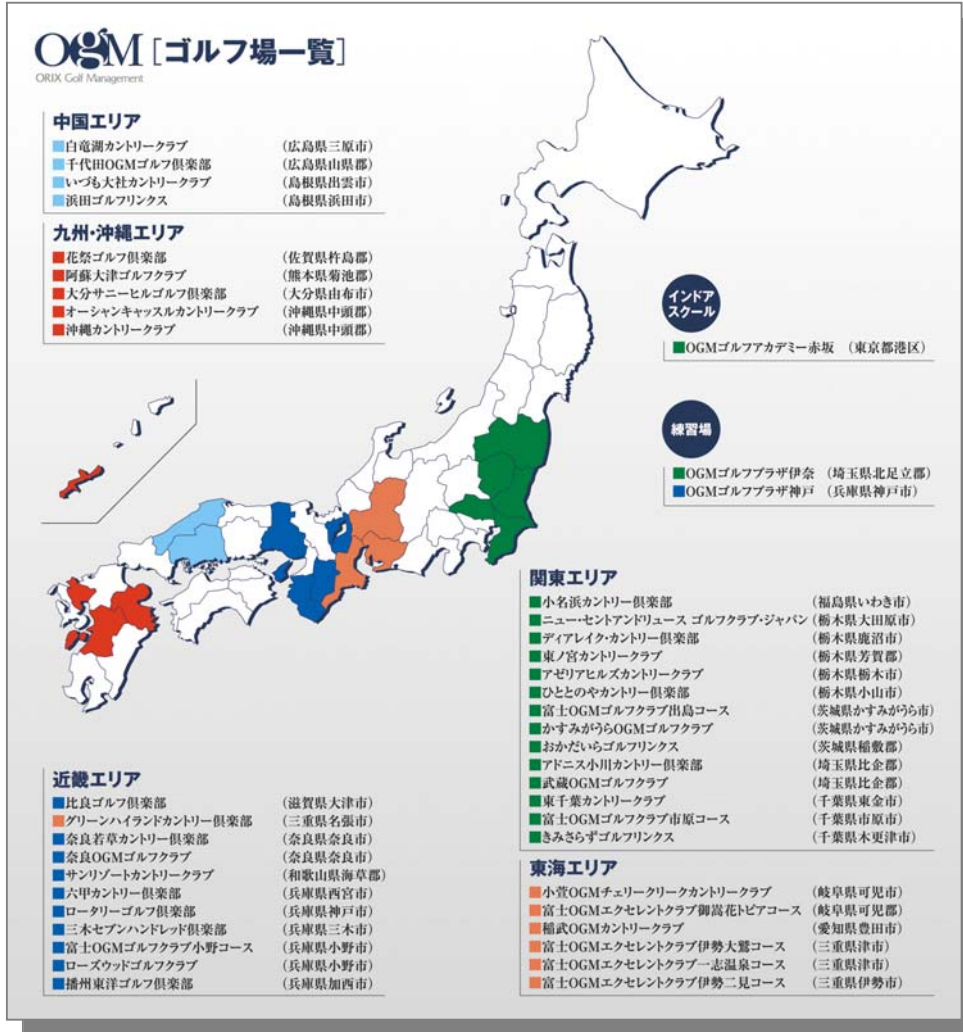 OGM [ゴルフ場一覧]
ORIX Golf Management
中国エリア
白竜湖カントリークラブ (広島県三原市)
千代田OGMゴルフ倶楽部 (広島県山県郡)
いづも大社カントリークラブ (島根県出雲市)
浜田ゴルフリンクス (島根県浜田市)
九州・沖縄エリア
花祭ゴルフ倶楽部 (佐賀県杵島郡)
阿蘇大津ゴルフクラブ (熊本県菊池郡)
大分サニーヒルゴルフ倶楽部 (大分県由布市)
オーシャンキャッスルカントリークラブ (沖縄県中頭郡)
沖縄カントリークラブ (沖縄県中頭郡)
インドア
スクール
OGMゴルフアカデミー赤坂 (東京都港区)
練習場
OGMゴルフプラザ伊奈 (埼玉県北足立郡)
OGMゴルフプラザ神戸 (兵庫県神戸市)
関東エリア
小名浜カントリー倶楽部 (福島県いわき市)
ニュー・セントアンドリュース ゴルフクラブ・ジャパン (栃木県大田原市)
ディアレイク・カントリー倶楽部 (栃木県鹿沼市)
東ノ宮カントリークラブ (栃木県芳賀郡)
アゼリアヒルズカントリークラブ (栃木県栃木市)
ひととのやカントリー倶楽部 (栃木県小山市)
富士OGMゴルフクラブ出島コース (茨城県かすみがうら市)
かすみがうらOGMゴルフクラブ (茨城県かすみがうら市)
おかだいらゴルフリンクス (茨城県稲敷郡)
アドニス小川カントリー倶楽部 (埼玉県比企郡)
武蔵OGMゴルフクラブ (埼玉県比企郡)
東千葉カントリークラブ (千葉県東金市)
富士OGMゴルフクラブ市原コース (千葉県市原市)
きみさらずゴルフリンクス (千葉県木更津市)
近畿エリア
比良ゴルフ倶楽部 (滋賀県大津市)
グリーンハイランドカントリー倶楽部 (三重県名張市)
奈良若草カントリー倶楽部 (奈良県奈良市)
奈良OGMゴルフクラブ (奈良県奈良市)
サンリゾートカントリークラブ (和歌山県海草郡)
六甲カントリー倶楽部 (兵庫県西宮市)
ロータリーゴルフ倶楽部 (兵庫県神戸市)
三木セブンハンドレッド倶楽部 (兵庫県三木市)
富士OGMゴルフクラブ小野コース (兵庫県小野市)
ローズウッドゴルフクラブ (兵庫県小野市)
播州東洋ゴルフ倶楽部 (兵庫県加西市)
東海エリア
小萱OGMチェリークリークカントリークラブ (岐阜県可児市)
富士OGMエクセレントクラブ御嵩花トピアコース (岐阜県可児郡)
稲武OGMカントリークラブ (愛知県豊田市)
富士OGMエクセレントクラブ伊勢大鷲コース (三重県津市)
富士OGMエクセレントクラブ一志温泉コース (三重県津市)
富士OGMエクセレントクラブ伊勢二見コース (三重県伊勢市)